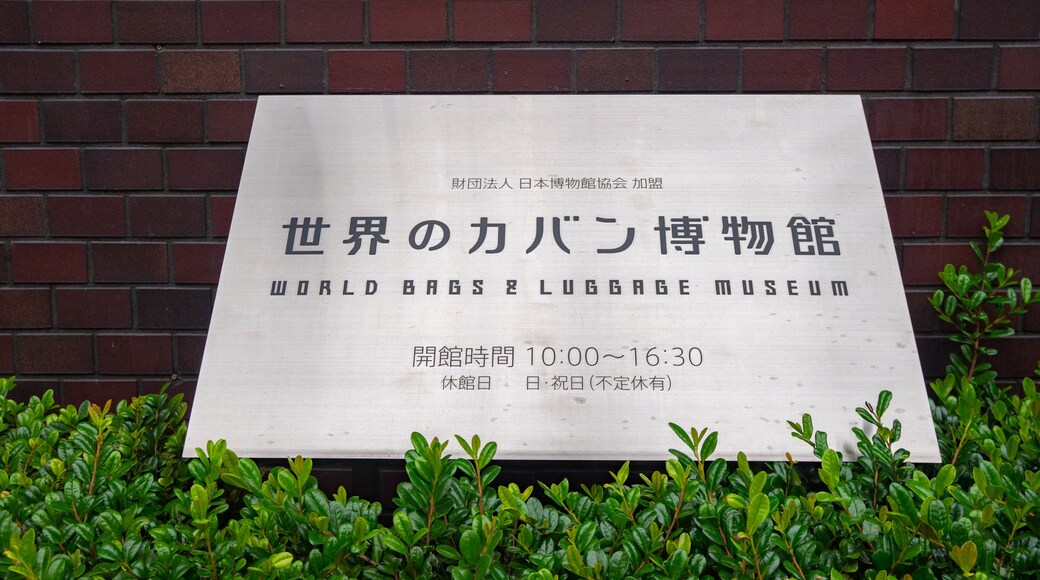 財団法人 日本博物館協会 加盟
世界のカバン博物館
WORLD BAGS & LUGGAGE MUSEUM
開館時間 10:00〜16:30
休館日　日・祝日(不定休有)